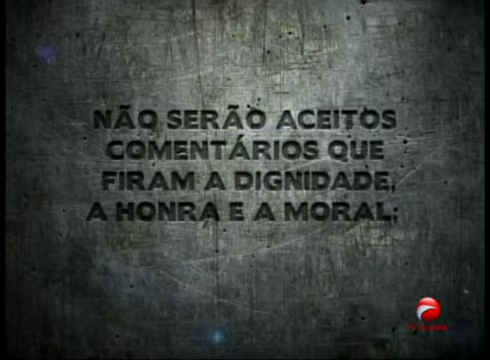 NÃO SERÃO ACEITOS
COMENTÁRIOS QUE
FIRAM A DIGNIDADE,
A HONRA E A MORAL;